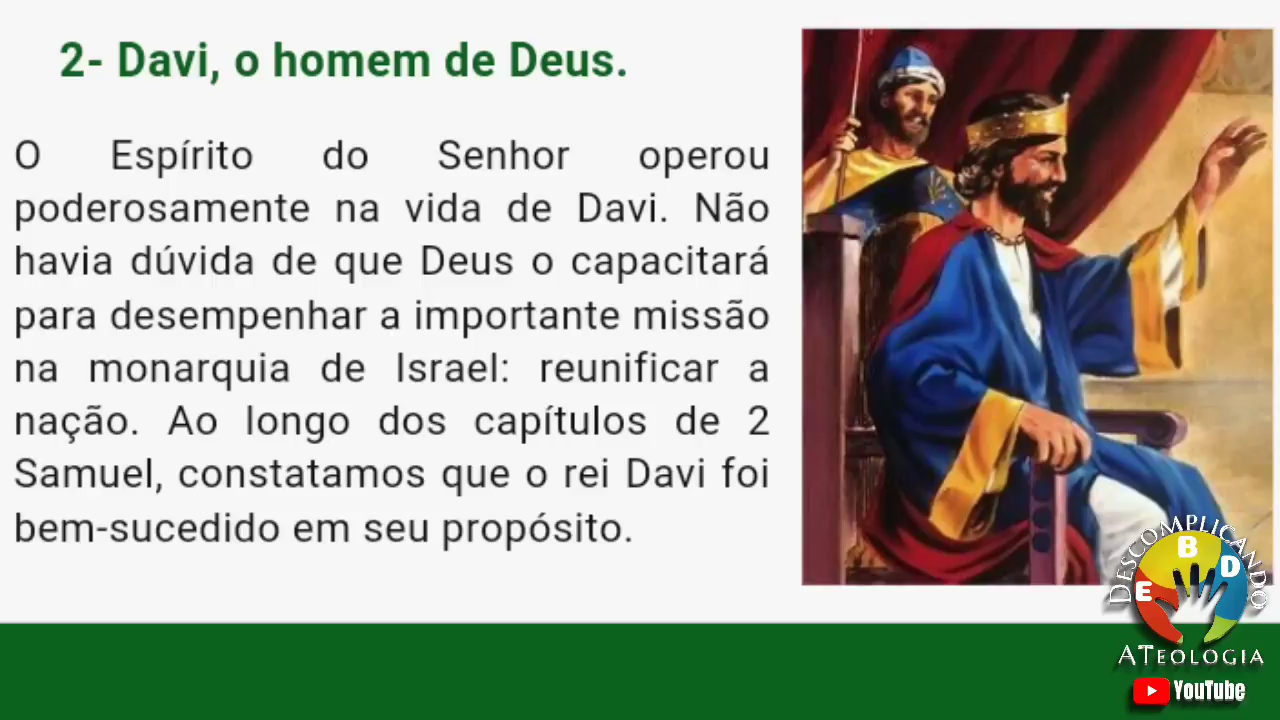 2- Davi, o homem de Deus.
O Espírito do Senhor operou
poderosamente na vida de Davi. Não
havia dúvida de que Deus o capacitará
para desempenhar a importante missão
na monarquia de Israel: reunificar a
nação. Ao longo dos capítulos de 2
Samuel, constatamos que o rei Davi foi
bem-sucedido em seu propósito.
DESCOMPLICANDO
E B D
ATEOLOGIA
YouTube